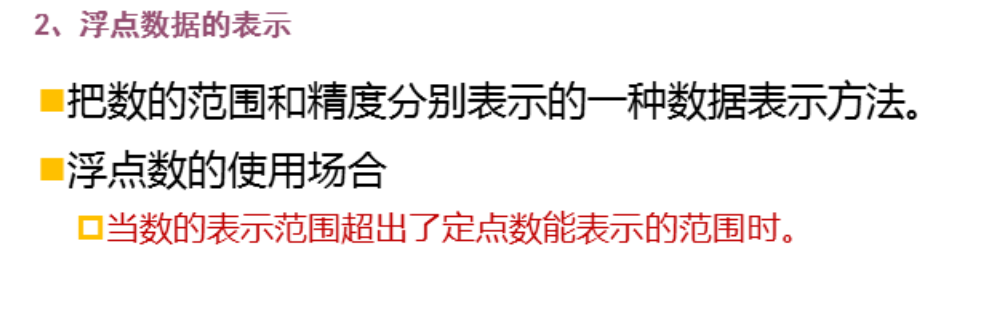 2、浮点数据的表示
把数的范围和精度分别表示的一种数据表示方法。
浮点数的使用场合
当数的表示范围超出了定点数能表示的范围时。